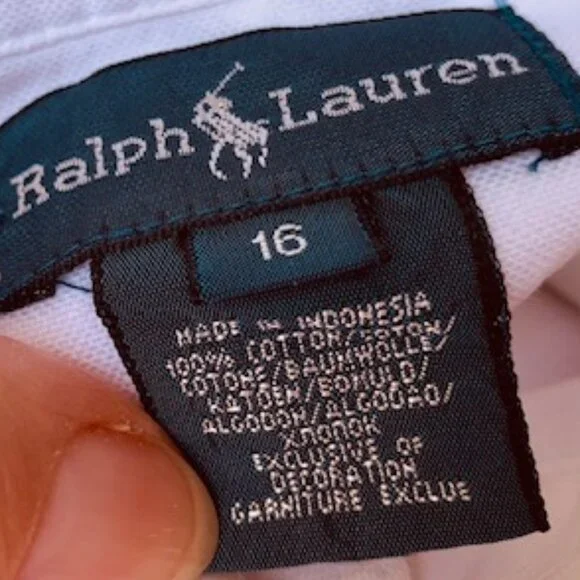 Ralph Lauren
16
MADE IN INDONESIA
100% COTTON/COTON/
COTONE/BAUMWOLLE/
KATOEN/BOMULD/
ALGODON/ALGODAO/
ХЛОПОК
EXCLUSIVE OF
DECORATION
GARNITURE EXCLUE